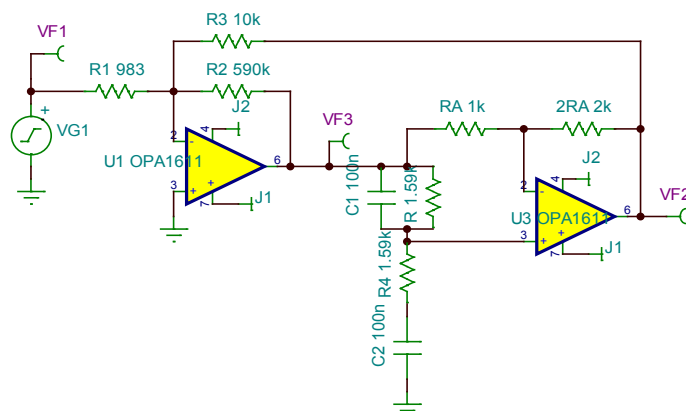 VF1
R3 10k
R1 983
R2 590k
VG1
+
J2
2
-
4
U1 OPA1611
6
3
+
+
7
J1
VF3
RA 1k
2RA 2k
C1 100n
R 1.59k
J2
2
-
4
U3 OPA1611
6
VF2
3
+
+
7
J1
R4 1.59k
C2 100n